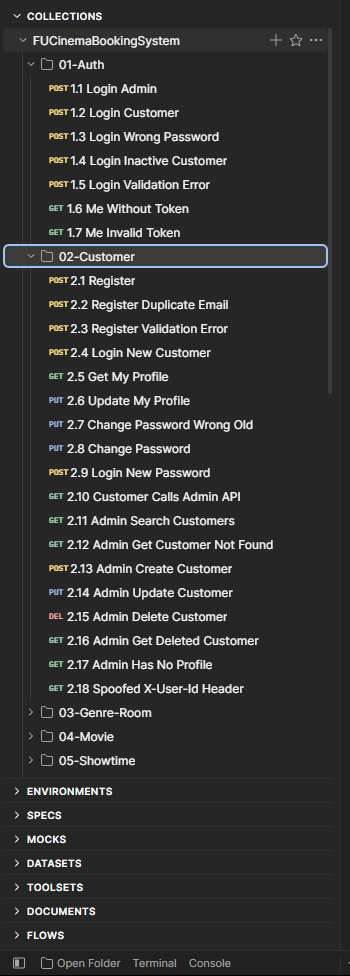 COLLECTIONS
FUCinemaBookingSystem
01-Auth
POST 1.1 Login Admin
POST 1.2 Login Customer
POST 1.3 Login Wrong Password
POST 1.4 Login Inactive Customer
POST 1.5 Login Validation Error
GET 1.6 Me Without Token
GET 1.7 Me Invalid Token
02-Customer
POST 2.1 Register
POST 2.2 Register Duplicate Email
POST 2.3 Register Validation Error
POST 2.4 Login New Customer
GET 2.5 Get My Profile
PUT 2.6 Update My Profile
PUT 2.7 Change Password Wrong Old
PUT 2.8 Change Password
POST 2.9 Login New Password
GET 2.10 Customer Calls Admin API
GET 2.11 Admin Search Customers
GET 2.12 Admin Get Customer Not Found
POST 2.13 Admin Create Customer
PUT 2.14 Admin Update Customer
DEL 2.15 Admin Delete Customer
GET 2.16 Admin Get Deleted Customer
GET 2.17 Admin Has No Profile
GET 2.18 Spoofed X-User-Id Header
03-Genre-Room
04-Movie
05-Showtime
ENVIRONMENTS
SPECS
MOCKS
DATASETS
TOOLSETS
DOCUMENTS
FLOWS
Open Folder Terminal Console